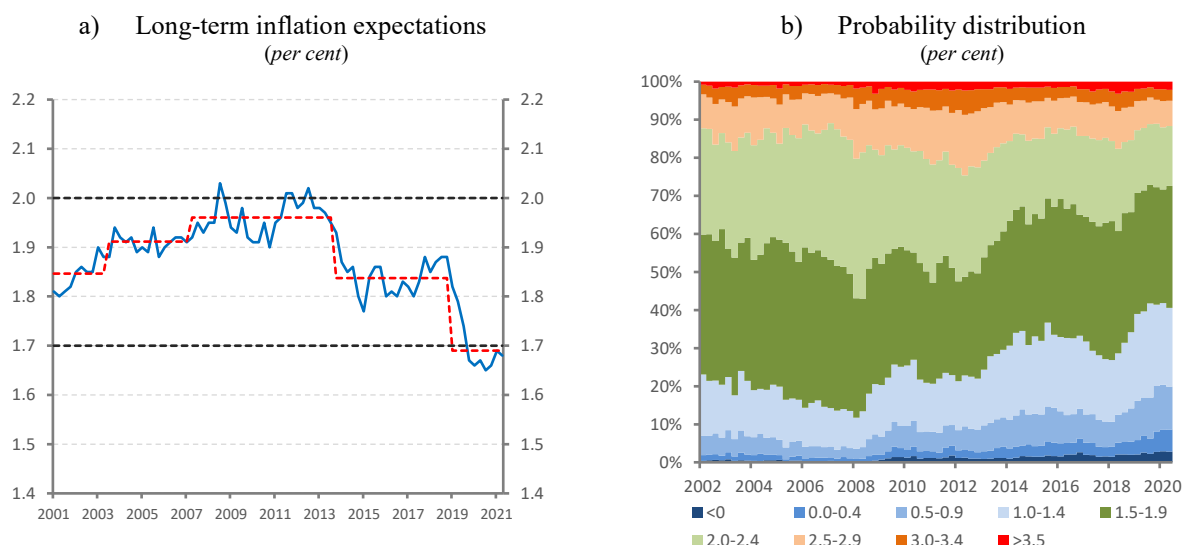 a) Long-term inflation expectations
(per cent)
2.2 2.2
2.1 2.1
2.0 2.0
1.9 1.9
1.8 1.8
1.7 1.7
1.6 1.6
1.5 1.5
1.4 1.4
2001 2003 2005 2007 2009 2011 2013 2015 2017 2019 2021
b) Probability distribution
(per cent)
100%
90%
80%
70%
60%
50%
40%
30%
20%
10%
0%
2002 2004 2006 2008 2010 2012 2014 2016 2018 2020
<0 0.0-0.4 0.5-0.9 1.0-1.4 1.5-1.9
2.0-2.4 2.5-2.9 3.0-3.4 >3.5